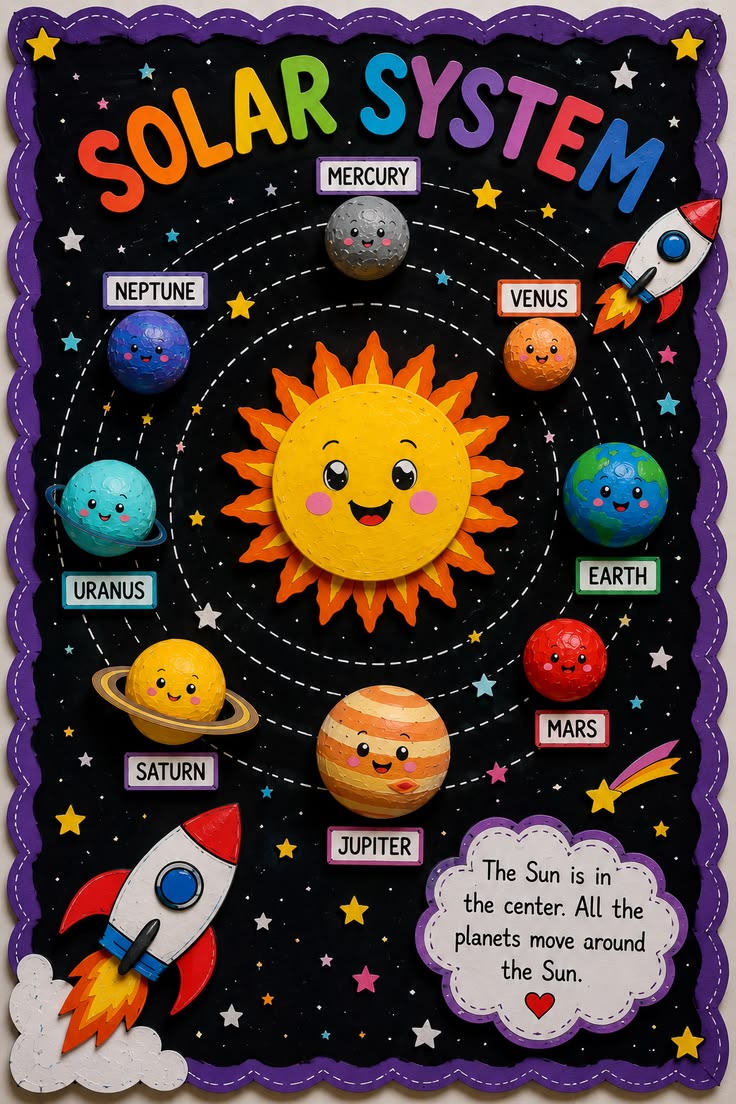 SOLAR SYSTEM
MERCURY
NEPTUNE
VENUS
URANUS
EARTH
SATURN
MARS
JUPITER
The Sun is in
the center. All the
planets move around
the Sun.